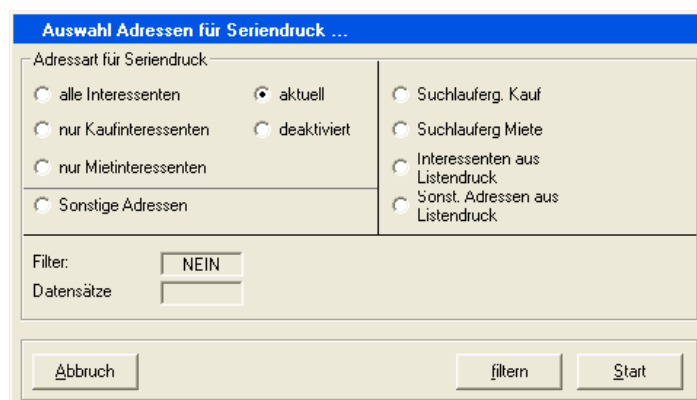 Auswahl Adressen für Seriendruck ...
Adressart für Seriendruck
alle Interessenten
aktuell
nur Kaufinteressenten
deaktiviert
nur Mietinteressenten
Sonstige Adressen
Suchlauferg. Kauf
Suchlauferg Miete
Interessenten aus
Listendruck
Sonst. Adressen aus
Listendruck
Filter:
NEIN
Datensätze
Abbruch
filtern
Start